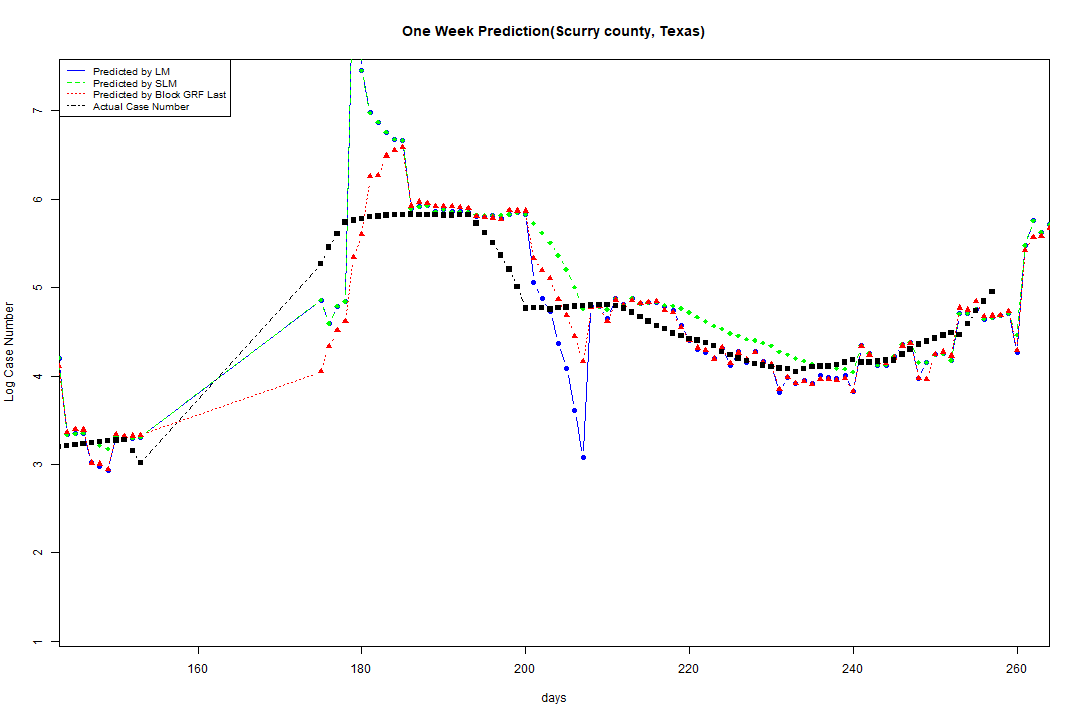 One Week Prediction(Scurry county, Texas)
Predicted by LM
Predicted by SLM
Predicted by Block GRF Last
Actual Case Number
Log Case Number
7
6
5
4
3
2
1
160 180 200 220 240 260
days